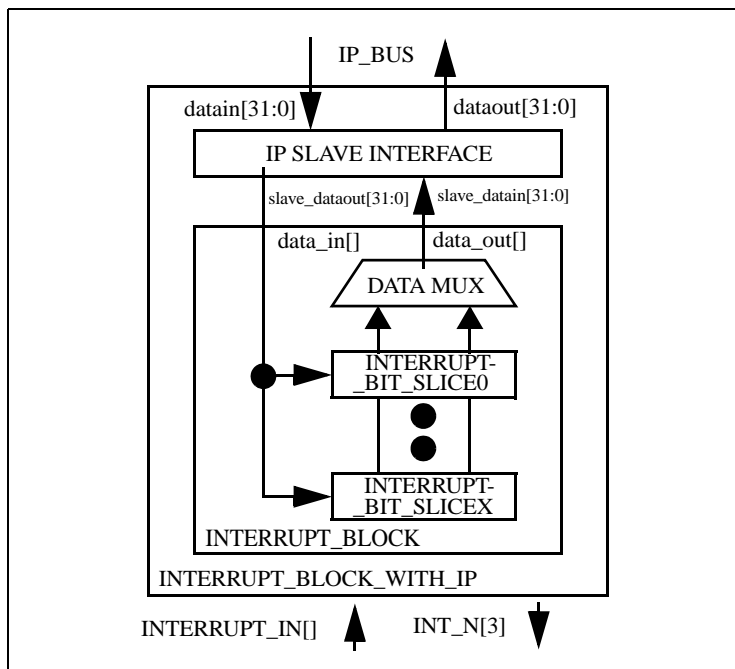 IP_BUS
datain[31:0]
dataout[31:0]
IP SLAVE INTERFACE
slave_dataout[31:0]
slave_datain[31:0]
data_in[]
data_out[]
DATA MUX
INTERRUPT-
_BIT_SLICE0
INTERRUPT-
_BIT_SLICEX
INTERRUPT_BLOCK
INTERRUPT_BLOCK_WITH_IP
INTERRUPT_IN[]
INT_N[3]